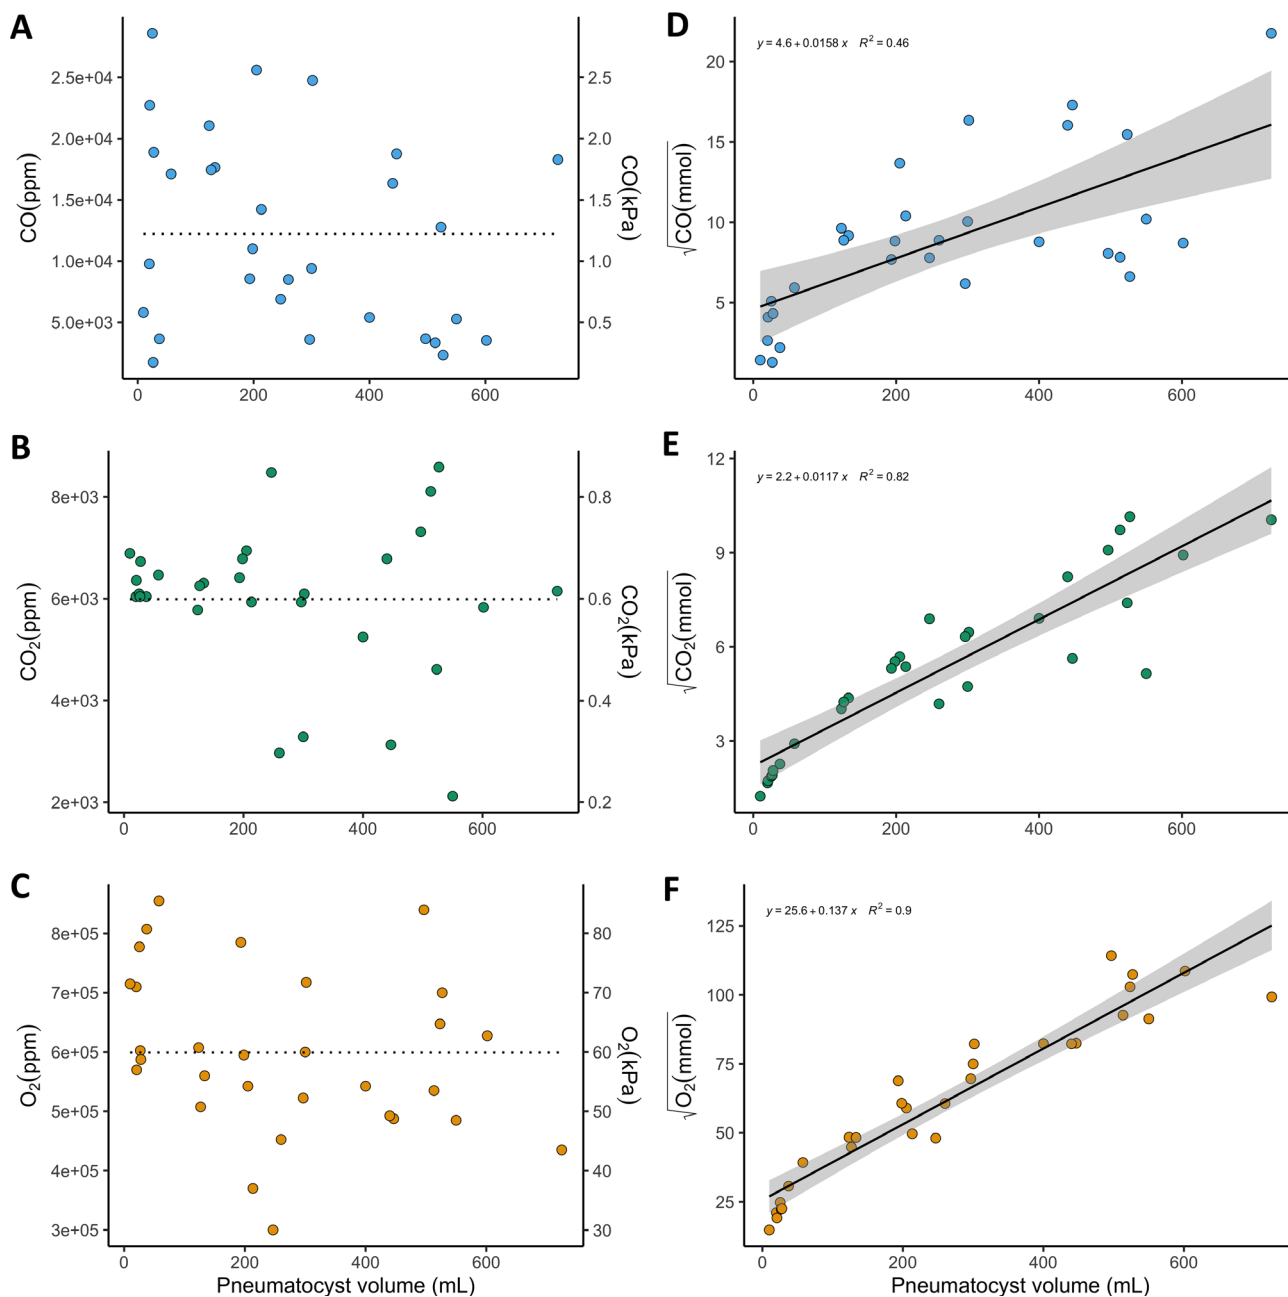 A
2.5e+04
2.0e+04
1.5e+04
1.0e+04
5.0e+03
CO(ppm)
2.5
2.0
1.5
1.0
0.5
CO(kPa)
0 200 400 600
D
y = 4.6 + 0.0158 x R² = 0.46
20
15
10
5
√CO(mmol)
0 200 400 600
B
8e+03
6e+03
4e+03
2e+03
CO₂(ppm)
0.8
0.6
0.4
0.2
CO₂(kPa)
0 200 400 600
E
y = 2.2 + 0.0117 x R² = 0.82
12
9
6
3
√CO₂(mmol)
0 200 400 600
C
8e+05
7e+05
6e+05
5e+05
4e+05
3e+05
O₂(ppm)
80
70
60
50
40
30
O₂(kPa)
0 200 400 600
Pneumatocyst volume (mL)
F
y = 25.6 + 0.137 x R² = 0.9
125
100
75
50
25
√O₂(mmol)
0 200 400 600
Pneumatocyst volume (mL)